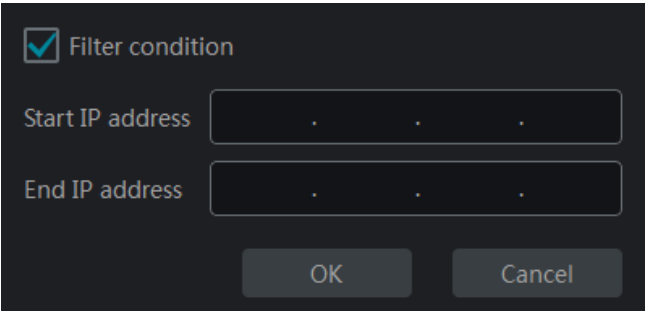 Filter condition
Start IP address . . .
End IP address . . .
OK Cancel